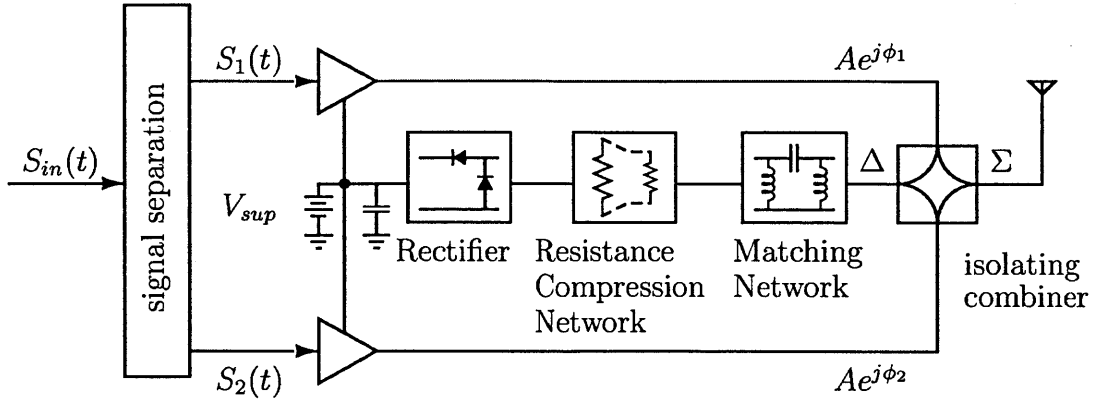 S_in(t)
signal separation
S_1(t)
S_2(t)
V_sup
Rectifier
Resistance
Compression
Network
Matching
Network
Ae^{jϕ_1}
Ae^{jϕ_2}
Δ
Σ
isolating
combiner